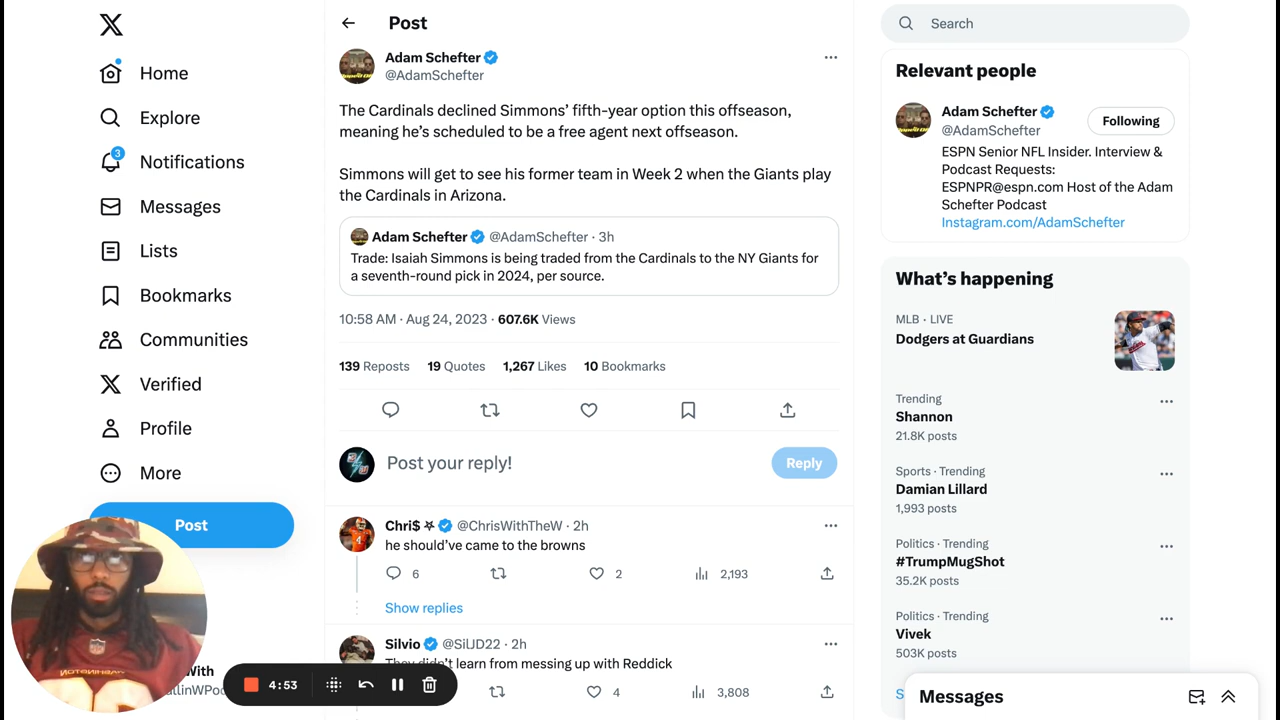 Home
Explore
3
Notifications
Messages
Lists
Bookmarks
Communities
Verified
Profile
More
Post
4:53
Post
Adam Schefter
@AdamSchefter
The Cardinals declined Simmons’ fifth-year option this offseason,
meaning he’s scheduled to be a free agent next offseason.
Simmons will get to see his former team in Week 2 when the Giants play
the Cardinals in Arizona.
Adam Schefter @AdamSchefter · 3h
Trade: Isaiah Simmons is being traded from the Cardinals to the NY Giants for
a seventh-round pick in 2024, per source.
10:58 AM · Aug 24, 2023 · 607.6K Views
139 Reposts 19 Quotes 1,267 Likes 10 Bookmarks
Post your reply!
Reply
Chri$ @ChrisWithTheW · 2h
he should’ve came to the browns
6 2 2,193
Show replies
Silvio @SiIJD22 · 2h
They didn’t learn from messing up with Reddick
4 3,808
Search
Relevant people
Adam Schefter
@AdamSchefter
Following
ESPN Senior NFL Insider. Interview &
Podcast Requests:
ESPNPR@espn.com Host of the Adam
Schefter Podcast
Instagram.com/AdamSchefter
What’s happening
MLB · LIVE
Dodgers at Guardians
Trending
Shannon
21.8K posts
Sports · Trending
Damian Lillard
1,993 posts
Politics · Trending
#TrumpMugShot
35.2K posts
Politics · Trending
Vivek
503K posts
Messages